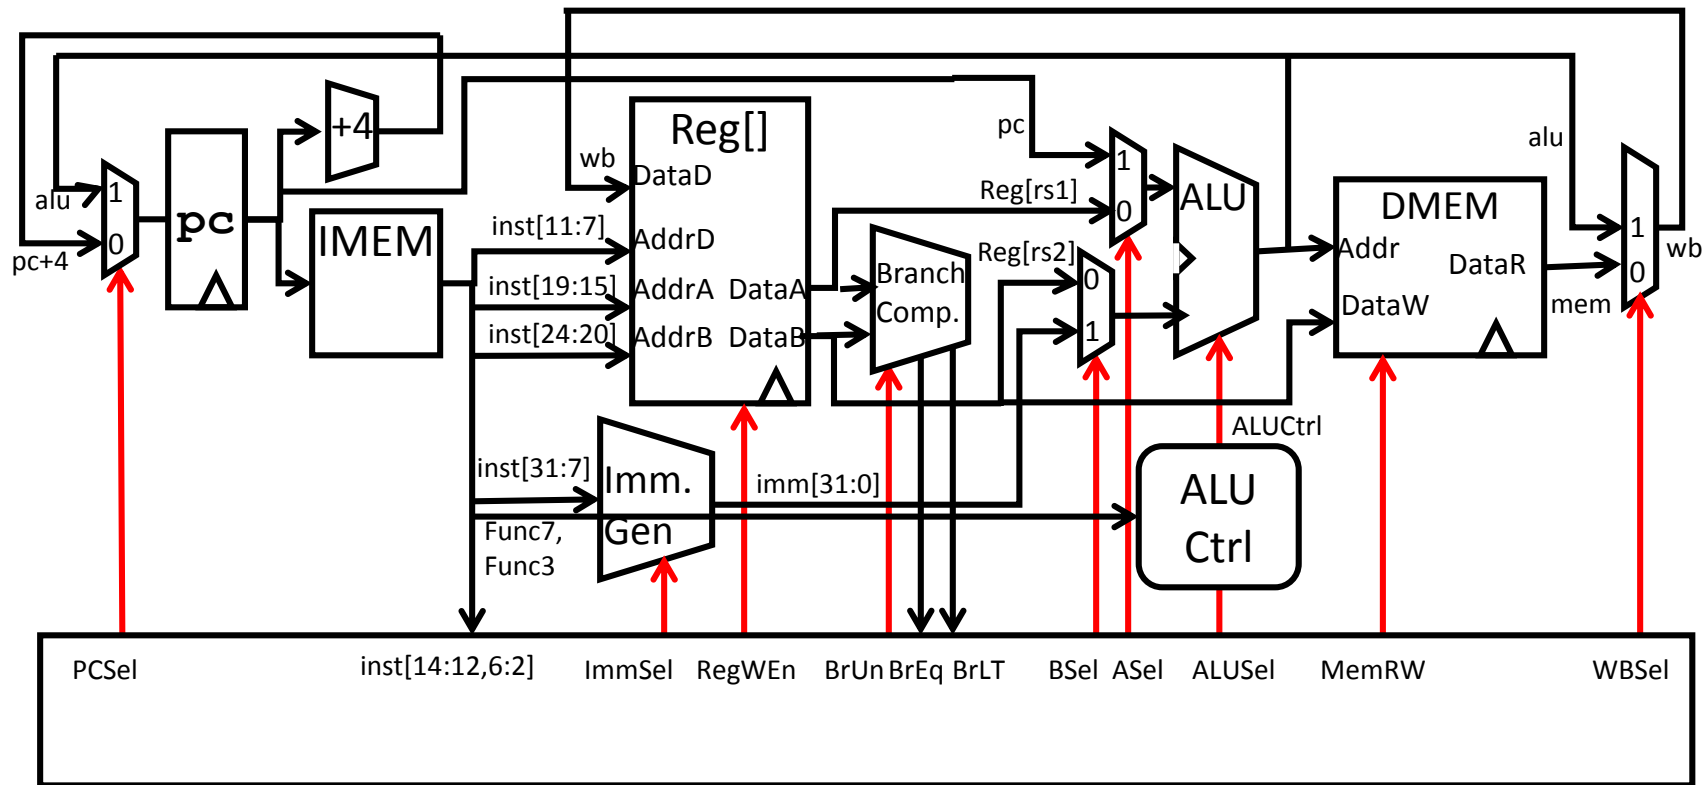 +4
Reg[]
pc
alu
wb
DataD
1
Reg[rs1]
ALU
DMEM
1
alu
pc
IMEM
inst[11:7]
AddrD
0
1
0
pc+4
Reg[rs2]
Addr
wb
DataR
0
Branch
Comp.
0
inst[19:15]
AddrA
DataA
DataW
mem
1
inst[24:20]
AddrB
DataB
ALUCtrl
inst[31:7]
Imm.
Gen
imm[31:0]
ALU
Ctrl
Func7,
Func3
PCSel
inst[14:12,6:2]
ImmSel
RegWEn
BrUn
BrEq
BrLT
BSel
ASel
ALUSel
MemRW
WBSel